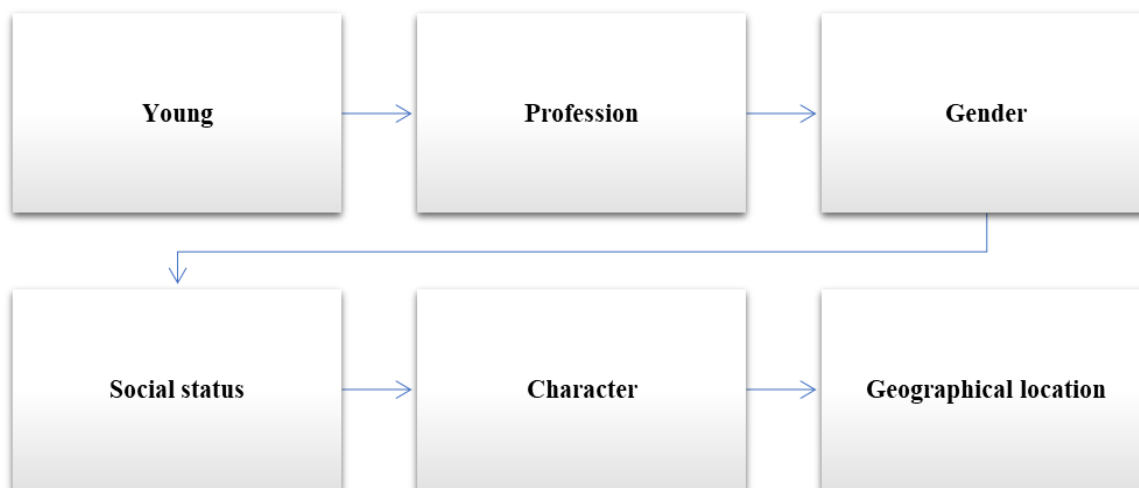 Young
Profession
Gender
Social status
Character
Geographical location